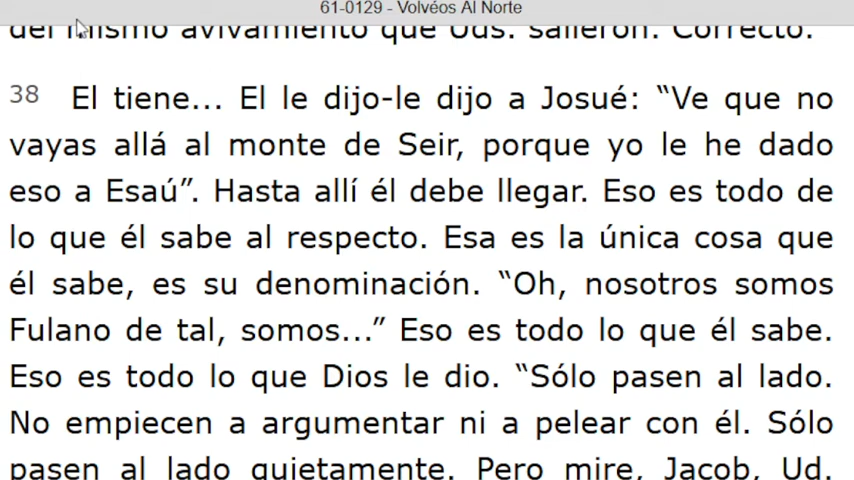 61-0129 - Volvéos Al Norte
del mismo avivamiento que Uds. salieron. Correcto.
38 El tiene... El le dijo-le dijo a Josué: “Ve que no
vayas allá al monte de Seir, porque yo le he dado
eso a Esaú”. Hasta allí él debe llegar. Eso es todo de
lo que él sabe al respecto. Esa es la única cosa que
él sabe, es su denominación. “Oh, nosotros somos
Fulano de tal, somos...” Eso es todo lo que él sabe.
Eso es todo lo que Dios le dio. “Sólo pasen al lado.
No empiecen a argumentar ni a pelear con él. Sólo
pasen al lado quietamente. Pero mire, Jacob, Ud.